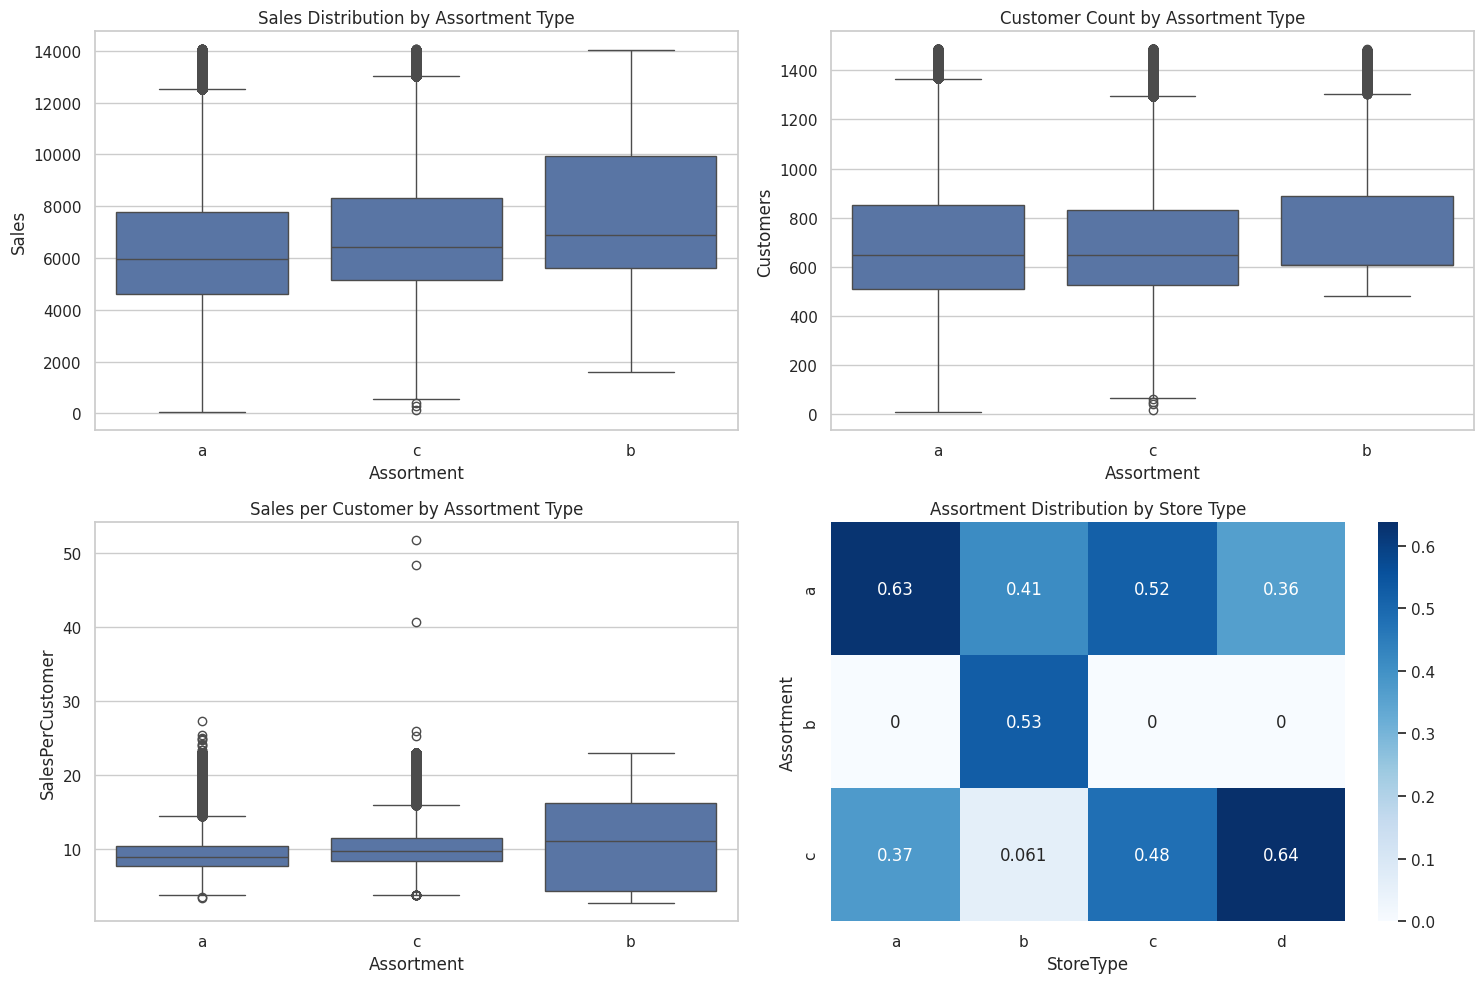 Sales Distribution by Assortment Type
14000
12000
10000
8000
6000
4000
2000
0
Sales
a c b
Assortment
Customer Count by Assortment Type
1400
1200
1000
800
600
400
200
0
Customers
a c b
Assortment
Sales per Customer by Assortment Type
50
40
30
20
10
SalesPerCustomer
a c b
Assortment
Assortment Distribution by Store Type
a 0.63 0.41 0.52 0.36
b 0 0.53 0 0
c 0.37 0.061 0.48 0.64
Assortment
a b c d
StoreType
0.6
0.5
0.4
0.3
0.2
0.1
0.0